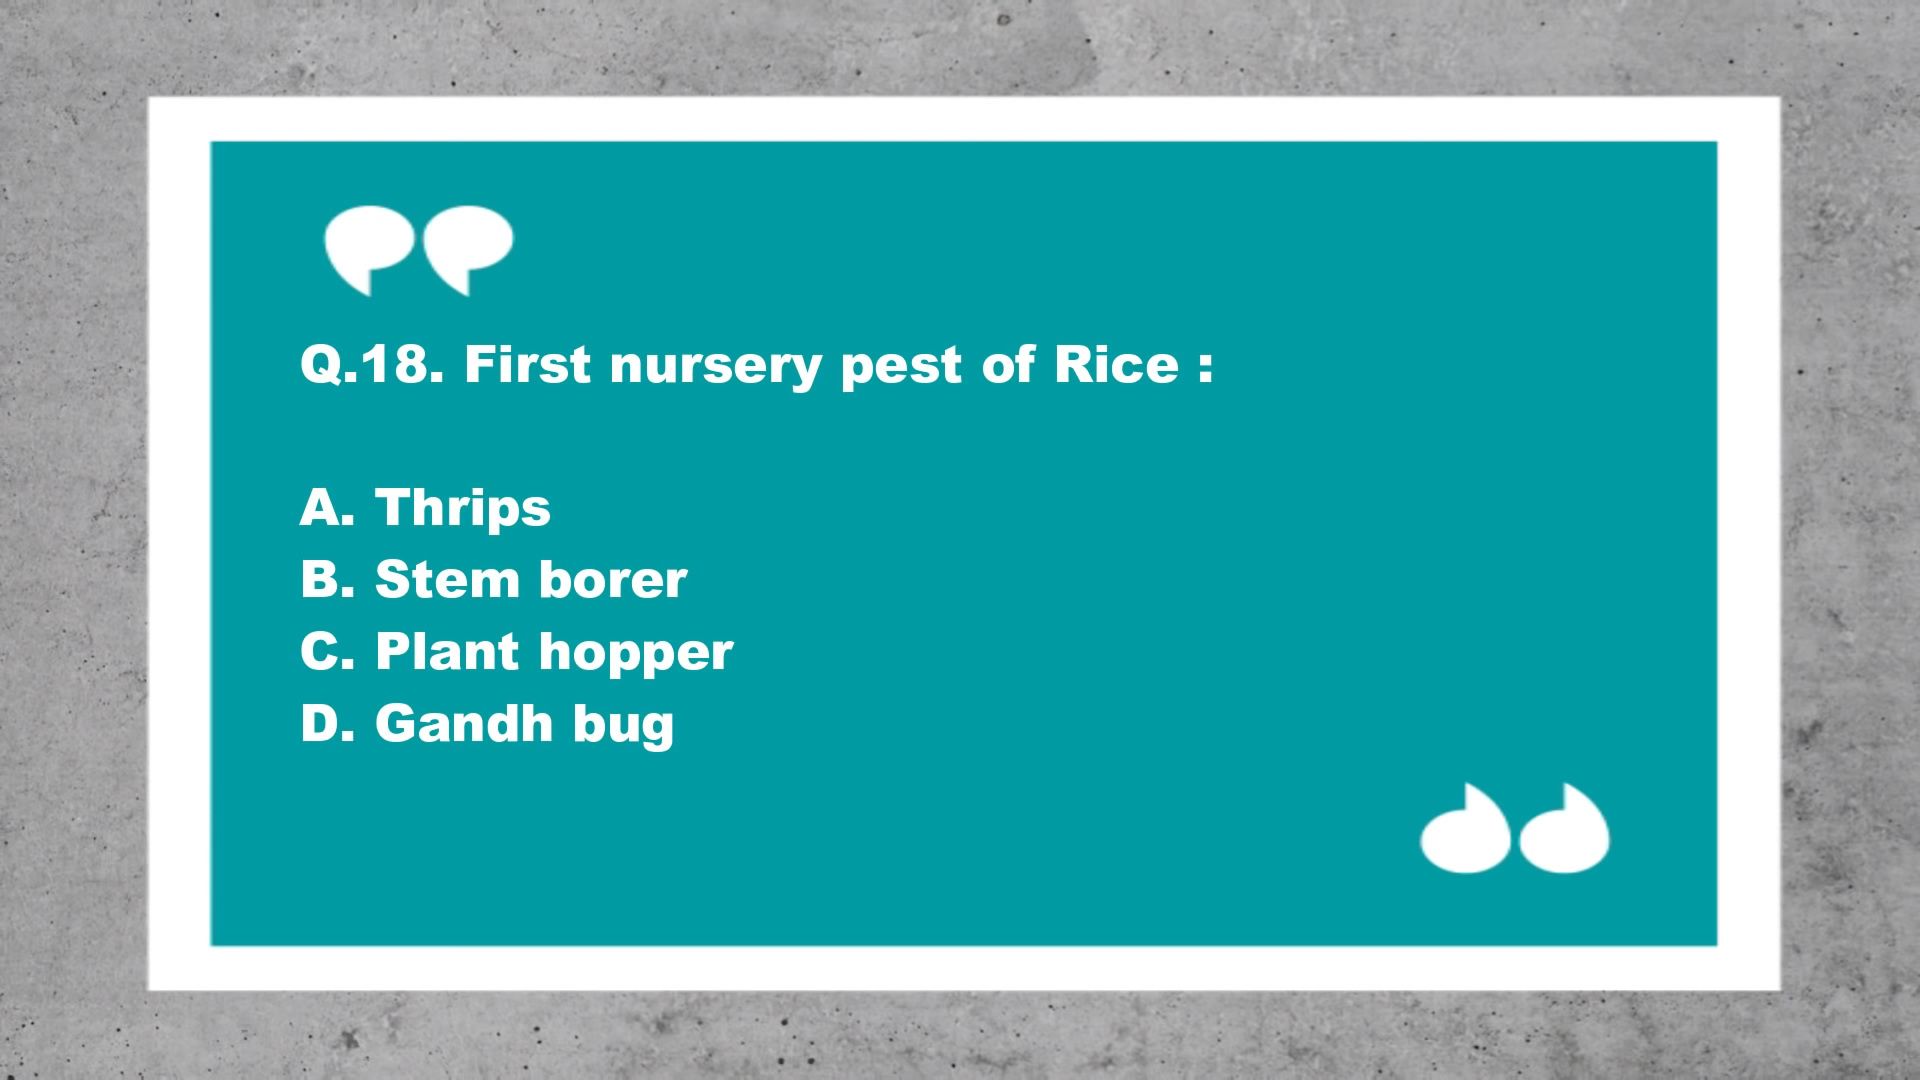 Q.18. First nursery pest of Rice :
A. Thrips
B. Stem borer
C. Plant hopper
D. Gandh bug